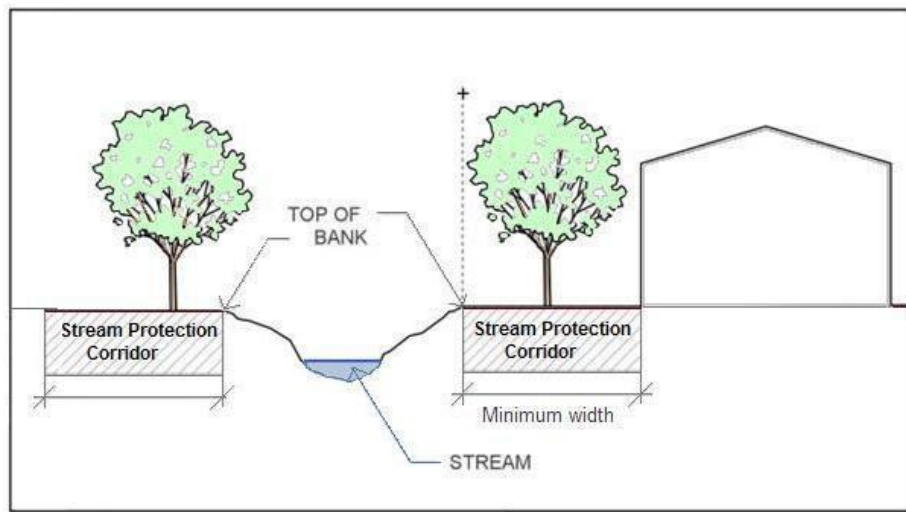 TOP OF
BANK
Stream Protection
Corridor
Stream Protection
Corridor
Minimum width
STREAM